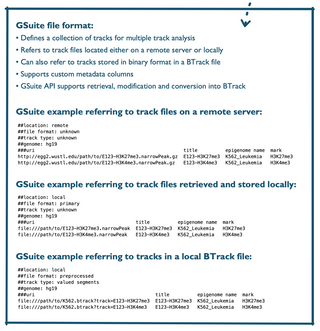 GSuite file format:
• Defines a collection of tracks for multiple track analysis
• Refers to track files located either on a remote server or locally
• Can also refer to tracks stored in binary format in a BTrack file
• Supports custom metadata columns
• GSuite API supports retrieval, modification and conversion into BTrack
GSuite example referring to track files on a remote server:
##location: remote
##file format: unknown
##track type: unknown
##genome: hg19
###uri title epigenome name mark
http://egg2.wustl.edu/path/to/E123-H3K27me3.narrowPeak.gz E123-H3K27me3 K562_Leukemia H3K27me3
http://egg2.wustl.edu/path/to/E123-H3K4me3.narrowPeak.gz E123-H3K4me3 K562_Leukemia H3K4me3
GSuite example referring to track files retrieved and stored locally:
##location: local
##file format: primary
##track type: unknown
##genome: hg19
###uri title epigenome name mark
file:///path/to/E123-H3K27me3.narrowPeak E123-H3K27me3 K562_Leukemia H3K27me3
file:///path/to/E123-H3K4me3.narrowPeak E123-H3K4me3 K562_Leukemia H3K4me3
GSuite example referring to tracks in a local BTrack file:
##location: local
##file format: preprocessed
##track type: valued segments
##genome: hg19
###uri title epigenome name mark
file:///path/to/K562.btrack?track=E123-H3K27me3 E123-H3K27me3 K562_Leukemia H3K27me3
file:///path/to/K562.btrack?track=E123-H3K4me3 E123-H3K4me3 K562_Leukemia H3K4me3